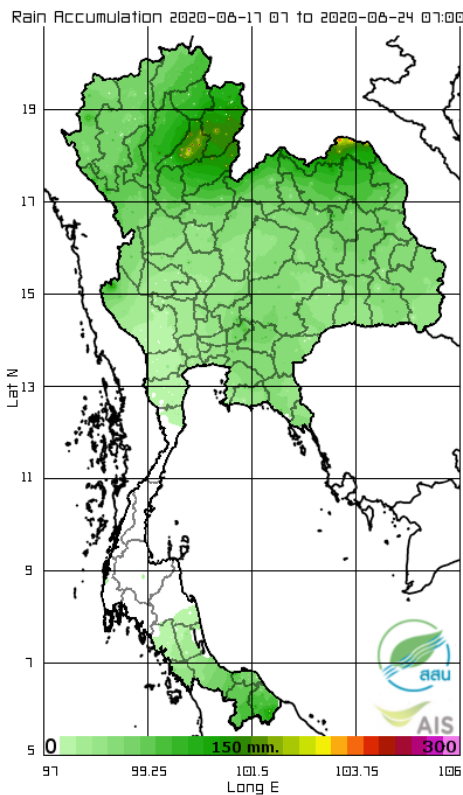 Rain Accumulation 2020-08-17 07 to 2020-08-24 07:00
19
17
15
13
11
9
7
5
Lat N
สสน
AIS
0 150 mm. 300
97 99.25 101.5 103.75 106
Long E